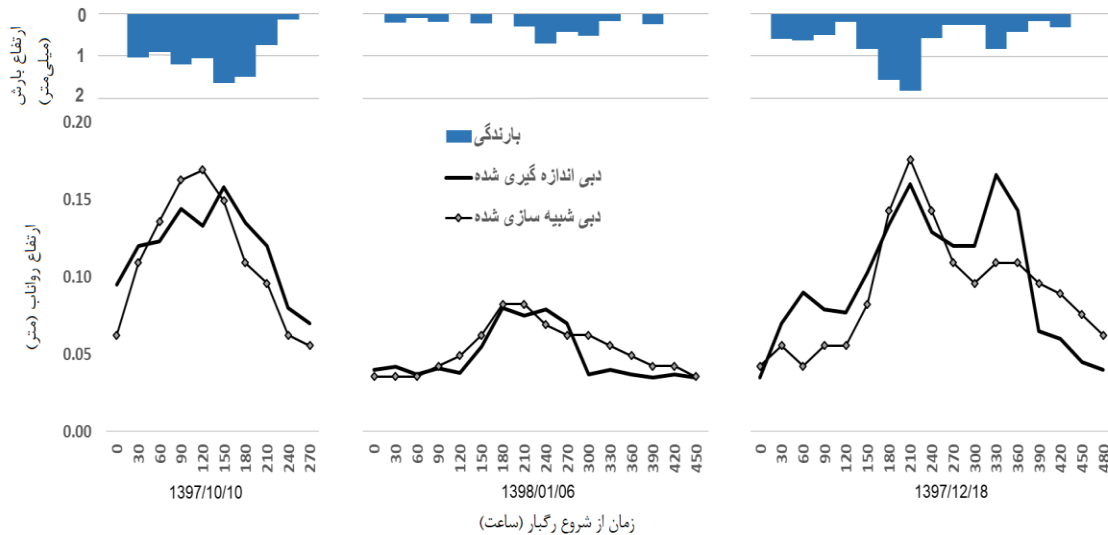 ارتفاع بارش
(میلی‌متر)
0
1
2
0
0
ارتفاع رواناب (متر)
0.20
0.15
0.10
0.05
0.00
بارندگی
دبی اندازه گیری شده
دبی شبیه سازی شده
0 30 60 90 120 150 180 210 240 270
0 30 60 90 120 150 180 210 240 270 300 330 360 390 420 450
0 30 60 90 120 150 180 210 240 270 300 330 360 390 420 450 480
1397/10/10
1398/01/06
1397/12/18
زمان از شروع رگبار (ساعت)